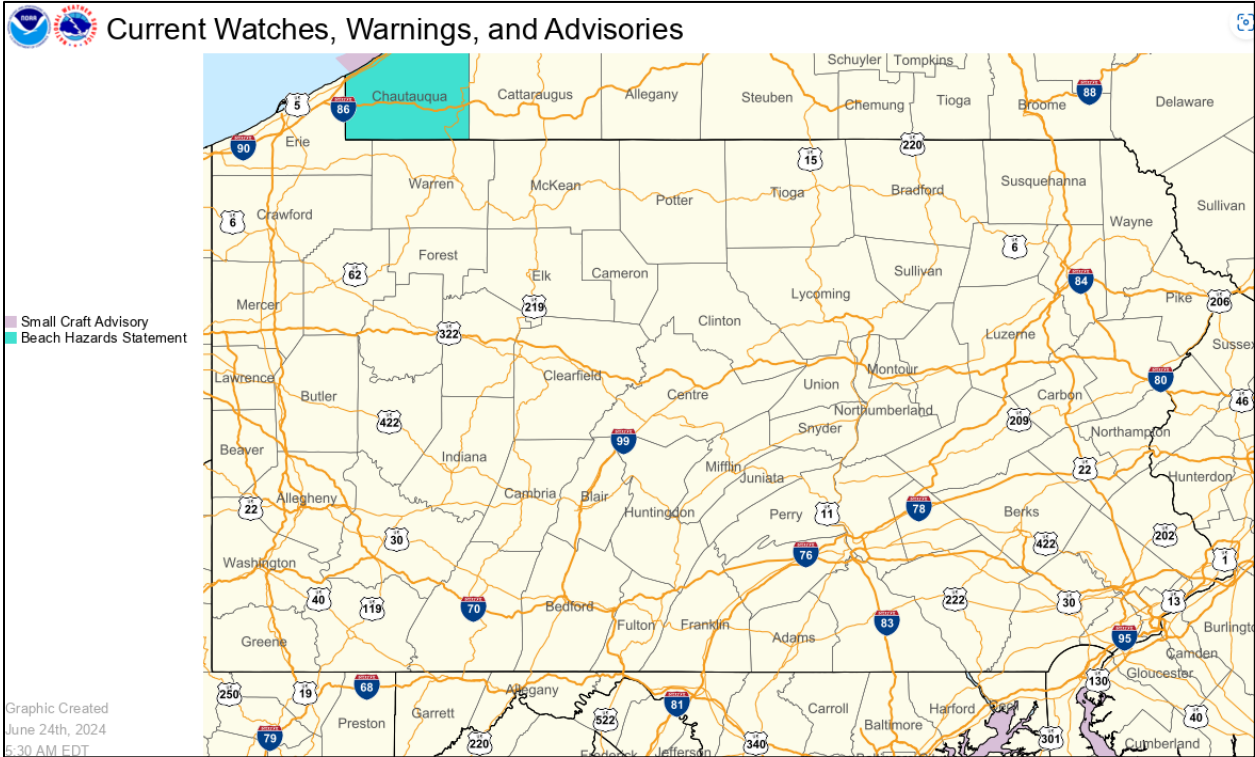 Current Watches, Warnings, and Advisories
NOAA
Schuyler Tompkins
Chautauqua Cattaraugus Allegany Steuben Chemung Tioga Broome 88 Delaware
5 86
90 Erie 15 220
Warren McKean Potter Tioga Bradford Susquehanna
6 Crawford Wayne Sullivan
62 Forest Elk Cameron Sullivan 6
Mercer 219 Lycoming 84 Pike 206
Small Craft Advisory
Beach Hazards Statement
322 Clinton Luzerne Sussex
Lawrence Butler Clearfield Centre Union Montour Carbon 80 46
422 Snyder Northumberland 209 Northampton
Beaver Indiana 99 Mifflin Juniata 22 Hunterdon
22 Allegheny Cambria Blair Huntingdon Perry 11 78 Berks
30 76 422 202 1
Washington 40 119 70 Bedford Fulton Franklin Adams 83 222 30 13
Greene 95 Burlingto
Camden
Gloucester
250 19 68 Allegany 81 Carroll Harford Cecil 130
Graphic Created
June 24th, 2024
5:30 AM EDT
79 Preston Garrett 220 522 Frederick Jefferson 340 Baltimore 301 40 Cumberland